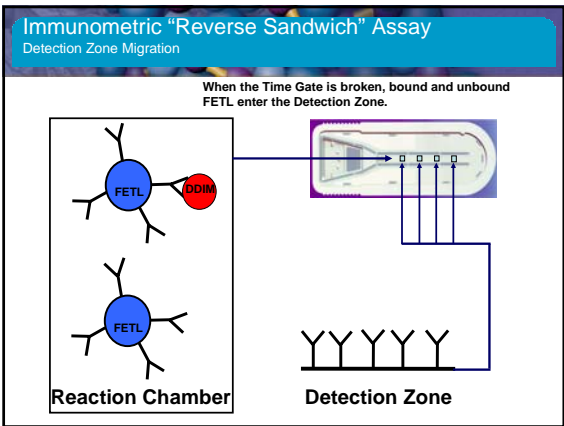 Immunometric “Reverse Sandwich” Assay
Detection Zone Migration
When the Time Gate is broken, bound and unbound
FETL enter the Detection Zone.
FETL
DDIM
FETL
Reaction Chamber
Detection Zone